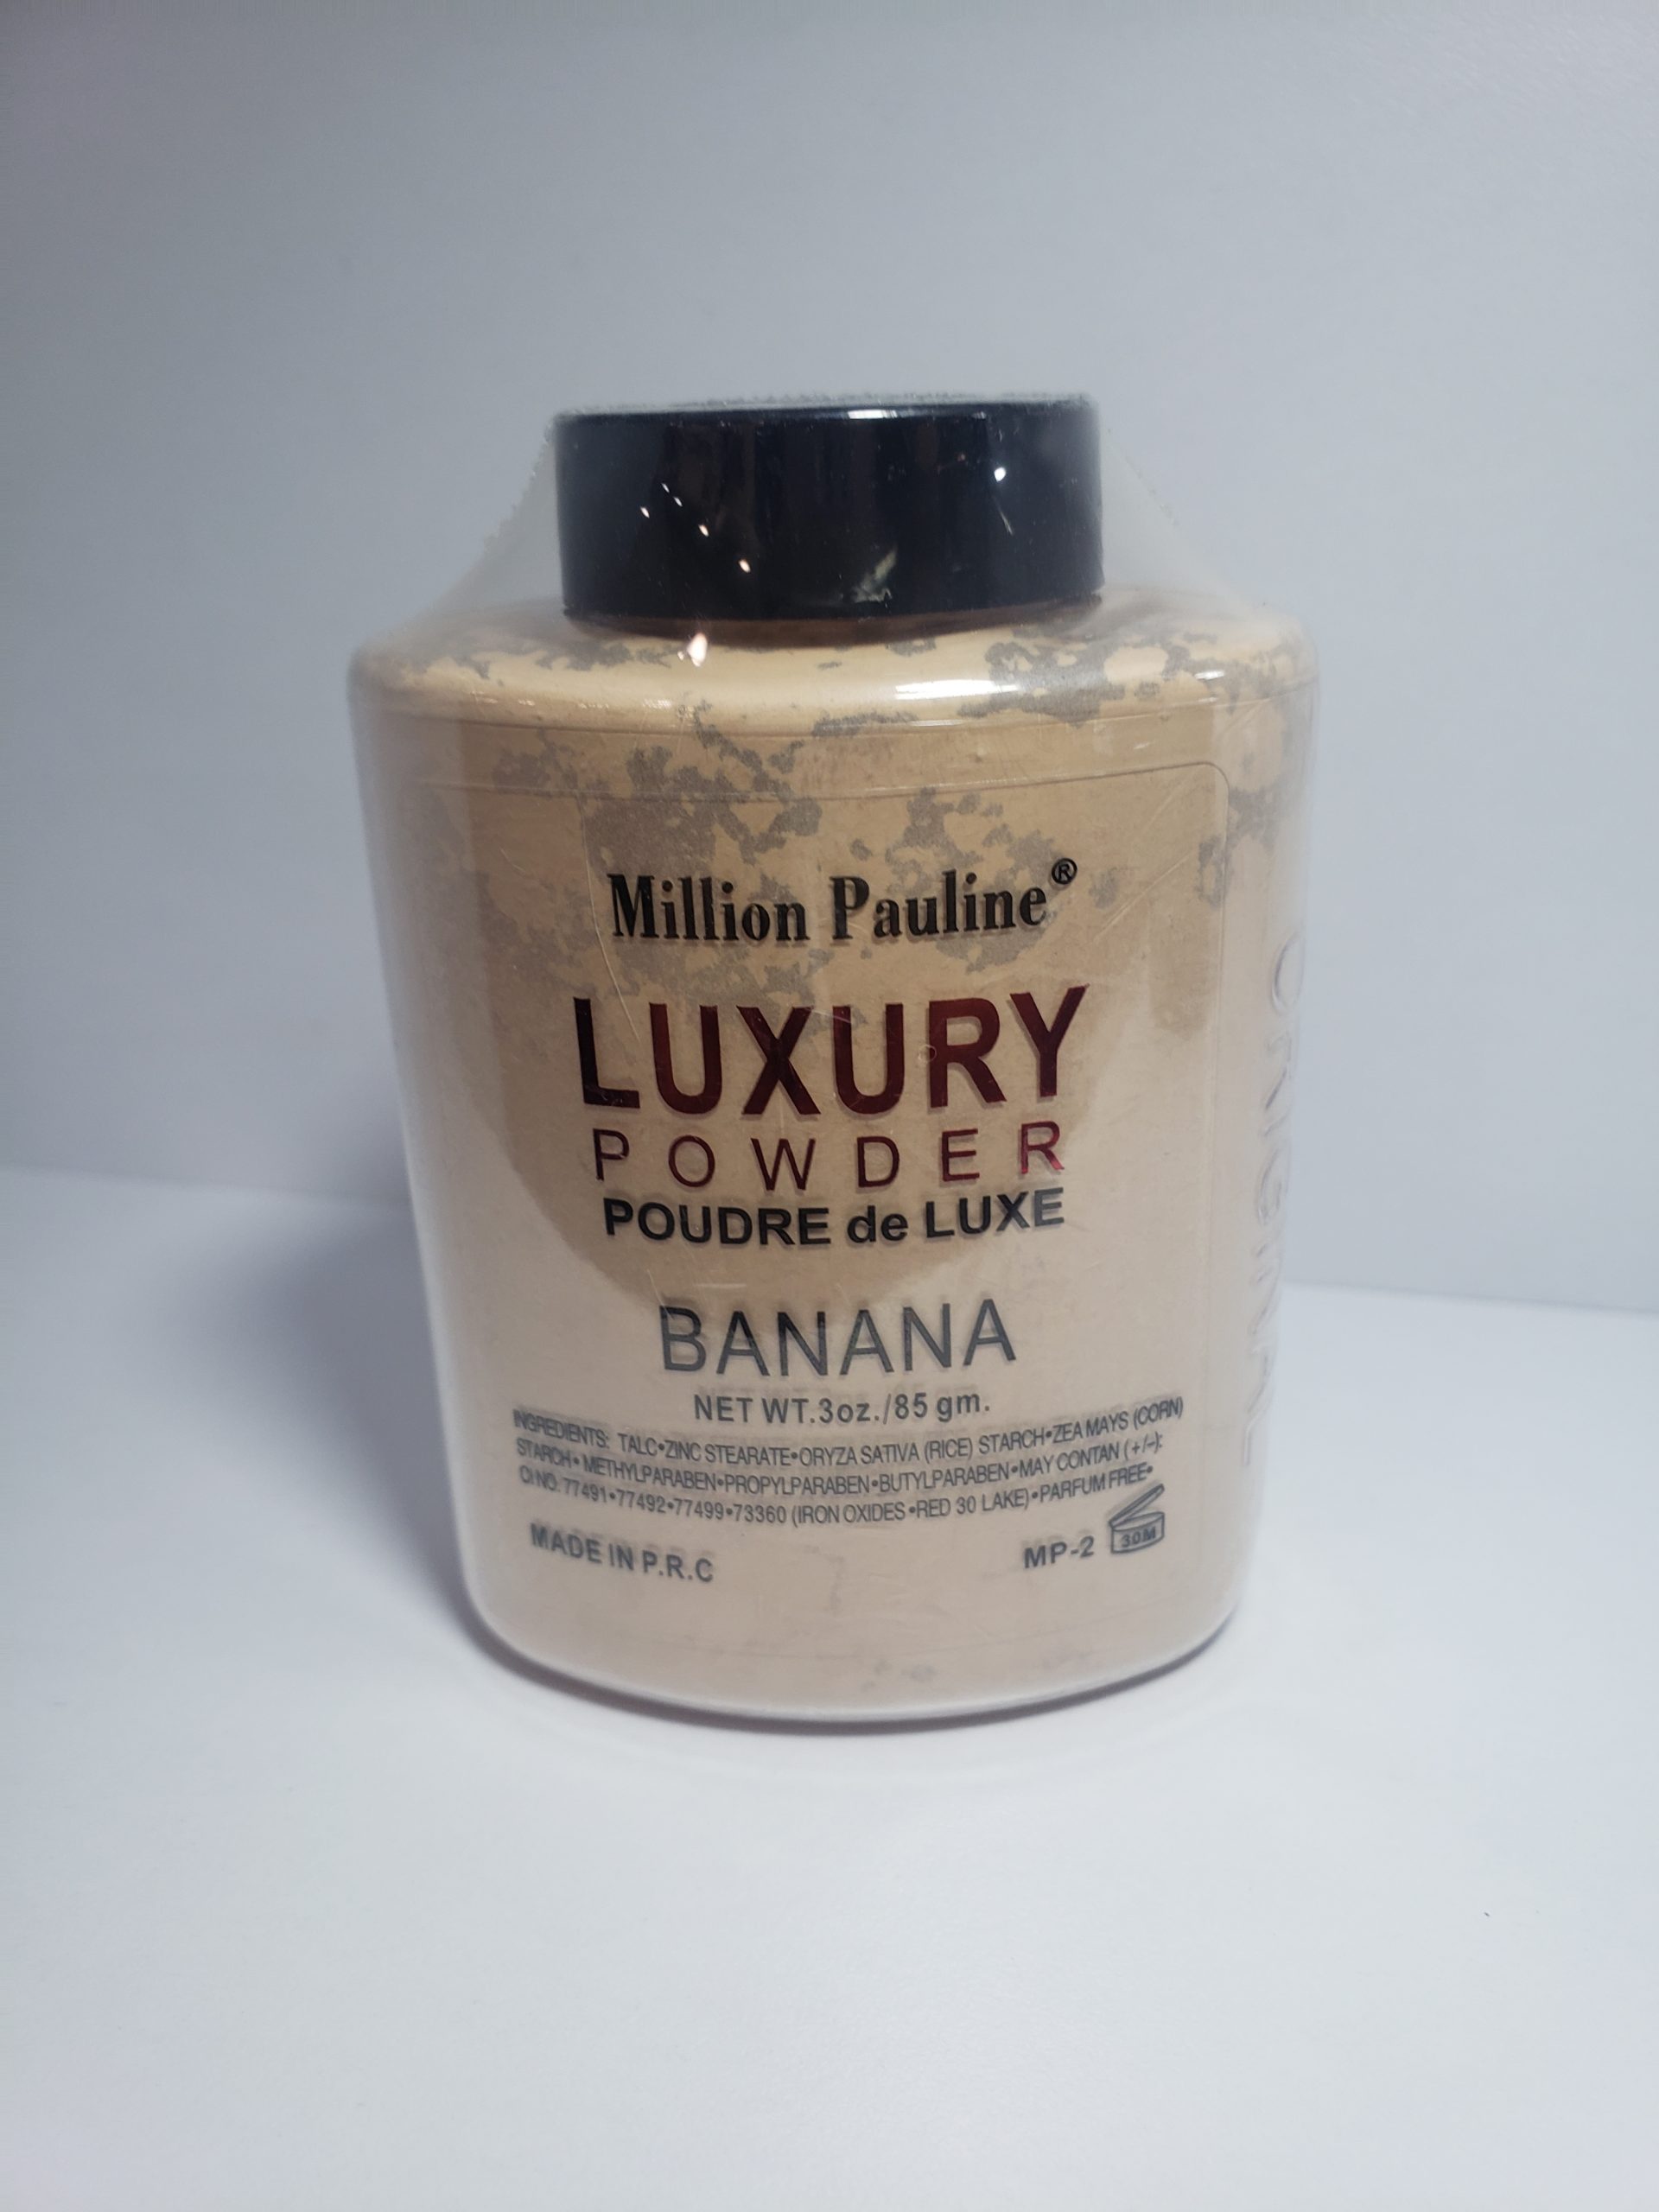 Million Pauline®
LUXURY
POWDER
POUDRE de LUXE
BANANA
NET WT.3oz./85 gm.
INGREDIENTS: TALC•ZINC STEARATE•ORYZA SATIVA (RICE) STARCH•ZEA MAYS (CORN)
STARCH• METHYLPARABEN•PROPYLPARABEN•BUTYLPARABEN•MAY CONTAN (+/-):
CI NO: 77491•77492•77499•73360 (IRON OXIDES •RED 30 LAKE)•PARFUM FREE•
MADE IN P.R.C
MP-2
30M
ORIGINAL